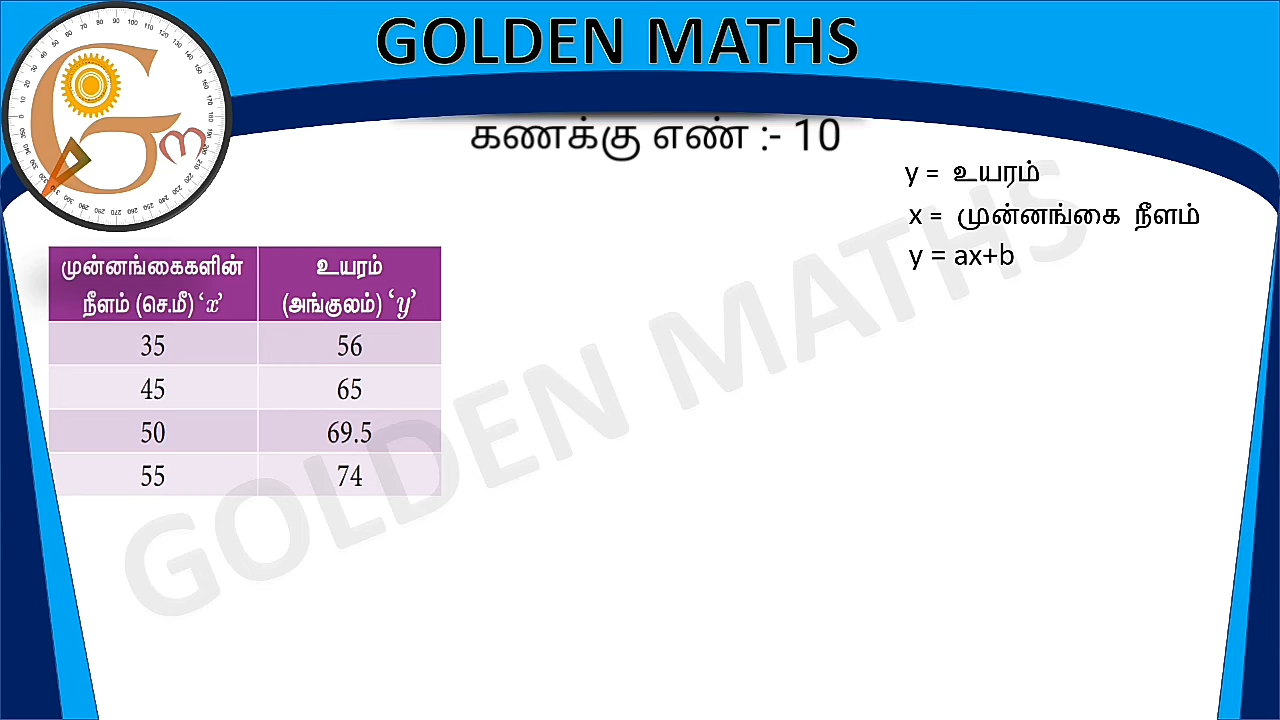 GOLDEN MATHS
கணக்கு எண் :- 10
y = உயரம்
x = முன்னங்கை நீளம்
y = ax+b
முன்னங்கைகளின் நீளம் (செ.மீ) ‘x’ உயரம் (அங்குலம்) ‘y’
35 56
45 65
50 69.5
55 74
GOLDEN MATHS